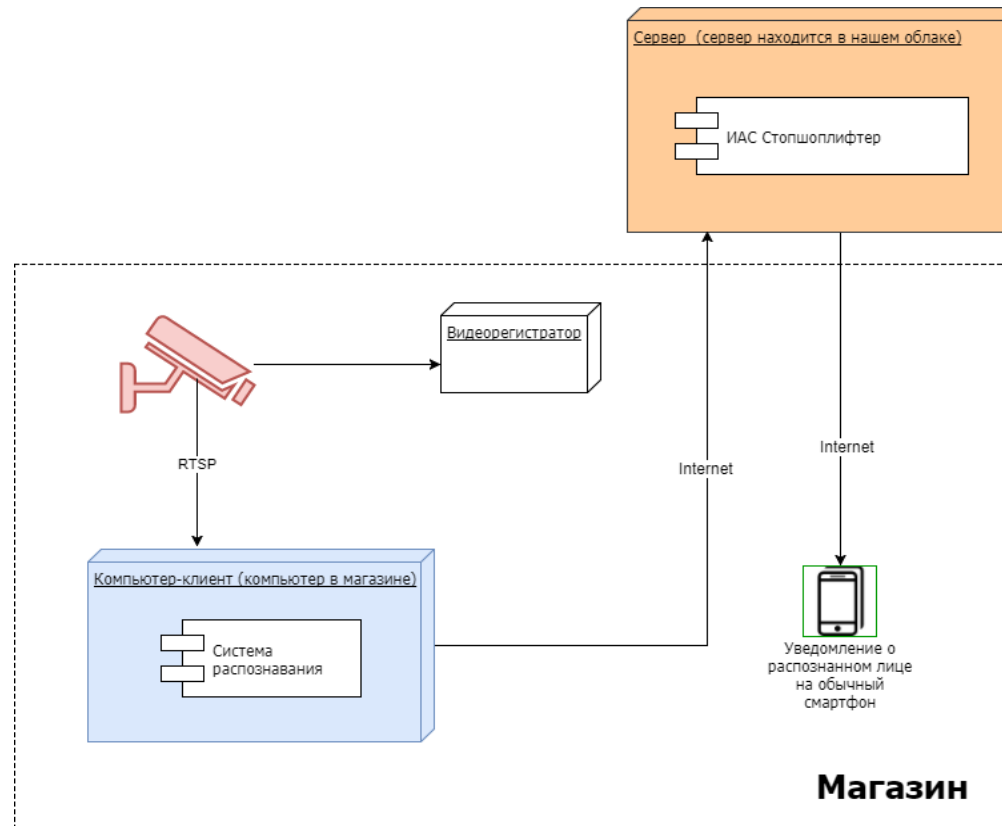 Сервер  (сервер находится в нашем облаке)
ИАС Стопшоплифтер
Видеорегистратор
RTSP
Internet
Internet
Компьютер-клиент (компьютер в магазине)
Система
распознавания
Уведомление о
распознанном лице
на обычный
смартфон
Магазин